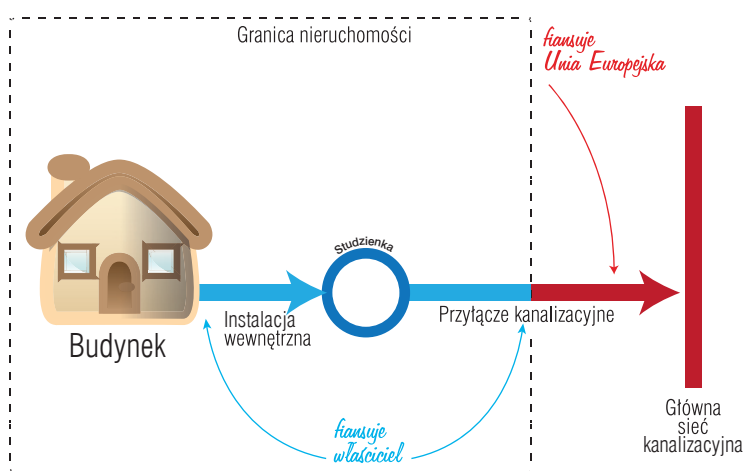 Granica nieruchomości
fiansuje
Unia Europejska
Studzienka
Instalacja
wewnętrzna
Przyłącze kanalizacyjne
Budynek
fiansuje
właściciel
Główna
sieć
kanalizacyjna